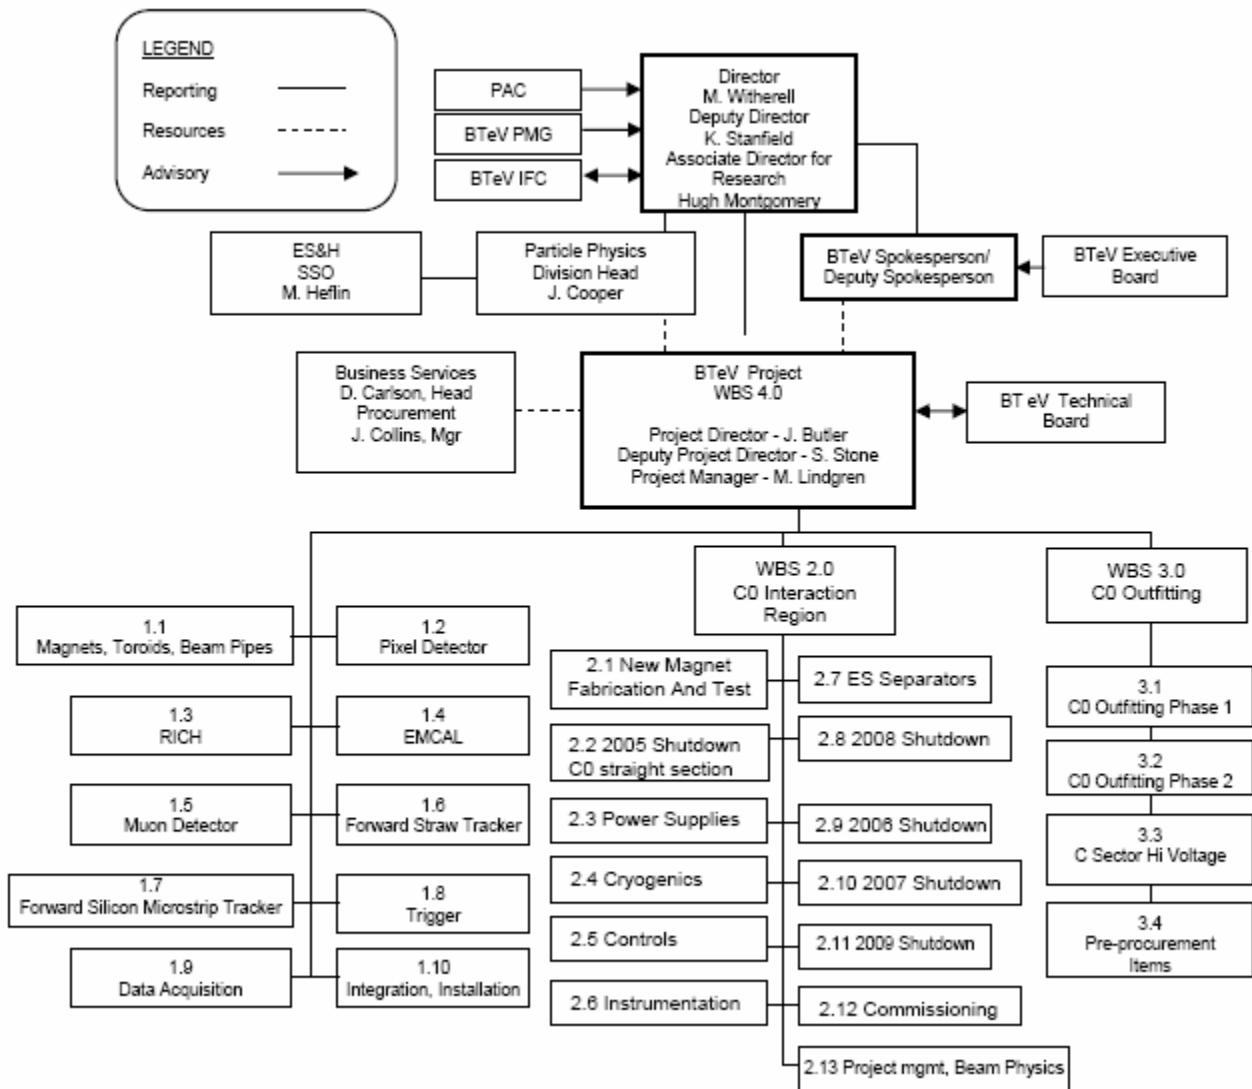 LEGEND
Reporting
Resources
Advisory
PAC
BTeV PMG
BTeV IFC
Director
M. Witherell
Deputy Director
K. Stanfield
Associate Director for
Research
Hugh Montgomery
ES&H
SSO
M. Heflin
Particle Physics
Division Head
J. Cooper
BTeV Spokesperson/
Deputy Spokesperson
BTeV Executive
Board
Business Services
D. Carlson, Head
Procurement
J. Collins, Mgr
BTeV Project
WBS 4.0
Project Director - J. Butler
Deputy Project Director - S. Stone
Project Manager - M. Lindgren
BT eV Technical
Board
WBS 2.0
C0 Interaction
Region
WBS 3.0
C0 Outfitting
1.1
Magnets, Toroids, Beam Pipes
1.2
Pixel Detector
1.3
RICH
1.4
EMCAL
1.5
Muon Detector
1.6
Forward Straw Tracker
1.7
Forward Silicon Microstrip Tracker
1.8
Trigger
1.9
Data Acquisition
1.10
Integration, Installation
2.1 New Magnet
Fabrication And Test
2.2 2005 Shutdown
C0 straight section
2.3 Power Supplies
2.4 Cryogenics
2.5 Controls
2.6 Instrumentation
2.7 ES Separators
2.8 2008 Shutdown
2.9 2006 Shutdown
2.10 2007 Shutdown
2.11 2009 Shutdown
2.12 Commissioning
2.13 Project mgmt, Beam Physics
3.1
C0 Outfitting Phase 1
3.2
C0 Outfitting Phase 2
3.3
C Sector Hi Voltage
3.4
Pre-procurement
Items